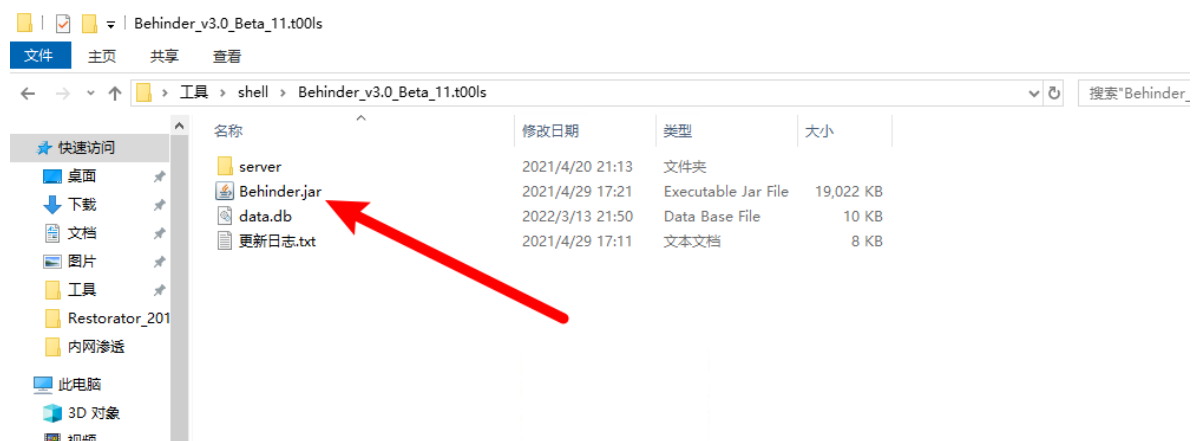 Behinder_v3.0_Beta_11.t00ls
文件 主页 共享 查看
工具 › shell › Behinder_v3.0_Beta_11.t00ls 搜索"Behinder_
名称 修改日期 类型 大小
快速访问
桌面
下载
文档
图片
工具
Restorator_201
内网渗透
此电脑
3D 对象
视频
server 2021/4/20 21:13 文件夹
Behinder.jar 2021/4/29 17:21 Executable Jar File 19,022 KB
data.db 2022/3/13 21:50 Data Base File 10 KB
更新日志.txt 2021/4/29 17:11 文本文档 8 KB